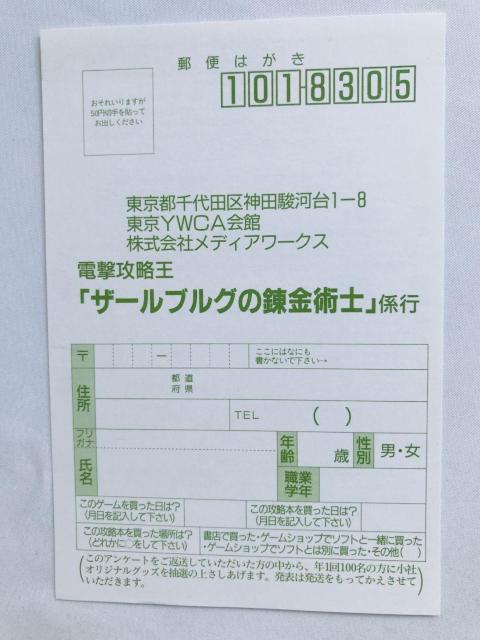 郵便はがき
101-8305
おそれいりますが
50円切手を貼って
お出しください
東京都千代田区神田駿河台1-8
東京YWCA会館
株式会社メディアワークス
電撃攻略王
「ザールブルグの錬金術士」係行
〒 ー ここにはなにも
書かないで下さい→
住所 都道
府県
TEL ( )
フリ
ガナ
氏名 年齢 歳 性別 男・女
職業
学年
このゲームを買った日は?
(月日を記入して下さい)
この攻略本を買った日は?
(月日を記入して下さい)
この攻略本を買った場所は?
(どれかに○をして下さい)
書店で買った・ゲームショップでソフトと一緒に買った
・ゲームショップでソフトとは別に買った・その他( )
(このアンケートをご返送していただいた方の中から、年1回100名の方に小社
オリジナルグッズを抽選の上さしあげます。発表は発送をもってかえさせて
いただきます。)